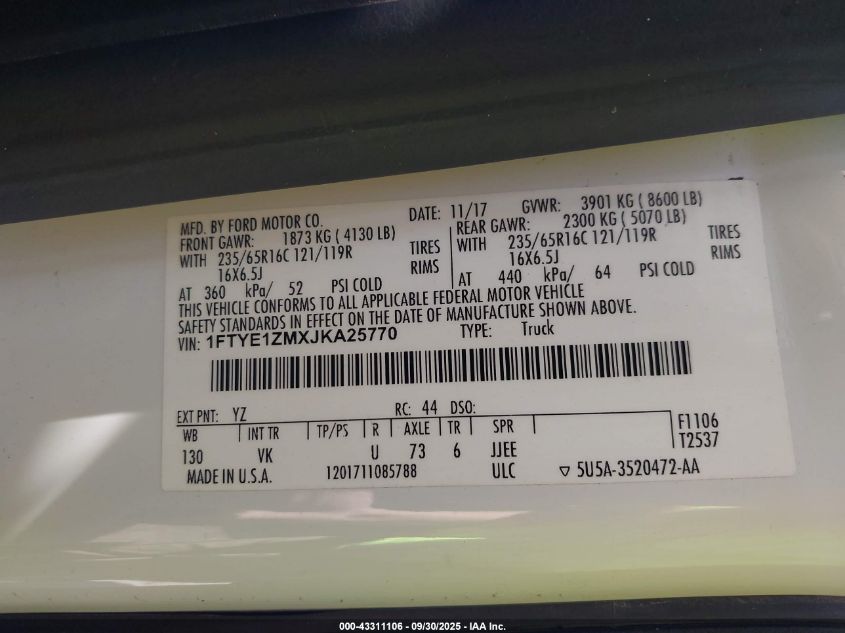 MFD. BY FORD MOTOR CO. DATE: 11/17 GVWR: 3901 KG ( 8600 LB)
FRONT GAWR: 1873 KG ( 4130 LB) REAR GAWR: 2300 KG ( 5070 LB)
WITH 235/65R16C 121/119R TIRES WITH 235/65R16C 121/119R TIRES
16X6.5J RIMS 16X6.5J RIMS
AT 360 kPa/ 52 PSI COLD AT 440 kPa/ 64 PSI COLD
THIS VEHICLE CONFORMS TO ALL APPLICABLE FEDERAL MOTOR VEHICLE
SAFETY STANDARDS IN EFFECT ON THE DATE OF MANUFACTURE SHOWN ABOVE.
VIN: 1FTYE1ZMXJKA25770 TYPE: Truck
EXT PNT: YZ RC: 44 DSO:
WB INT TR TP/PS R AXLE TR SPR F1106
130 VK U 73 6 JJEE T2537
MADE IN U.S.A. 1201711085788 ULC ▽ 5U5A-3520472-AA
000-43311106 - 09/30/2025 - IAA Inc.